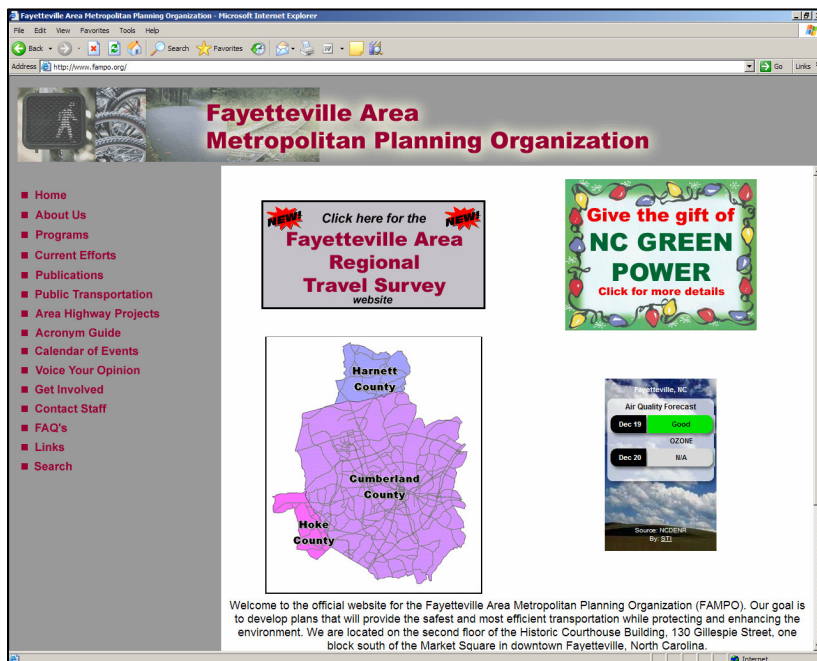 Fayetteville Area Metropolitan Planning Organization - Microsoft Internet Explorer
File Edit View Favorites Tools Help
Back Search Favorites
Address http://www.fampo.org/ Go Links
Fayetteville Area
Metropolitan Planning Organization
Home
About Us
Programs
Current Efforts
Publications
Public Transportation
Area Highway Projects
Acronym Guide
Calendar of Events
Voice Your Opinion
Get Involved
Contact Staff
FAQ's
Links
Search
NEW! Click here for the NEW!
Fayetteville Area
Regional
Travel Survey
website
Give the gift of
NC GREEN
POWER
Click for more details
Harnett
County
Cumberland
County
Hoke
County
Fayetteville, NC
Air Quality Forecast
Dec 19 Good
OZONE
Dec 20 N/A
Source: NCDENR
By: STI
Welcome to the official website for the Fayetteville Area Metropolitan Planning Organization (FAMPO). Our goal is
to develop plans that will provide the safest and most efficient transportation while protecting and enhancing the
environment. We are located on the second floor of the Historic Courthouse Building, 130 Gillespie Street, one
block south of the Market Square in downtown Fayetteville, North Carolina.
Internet